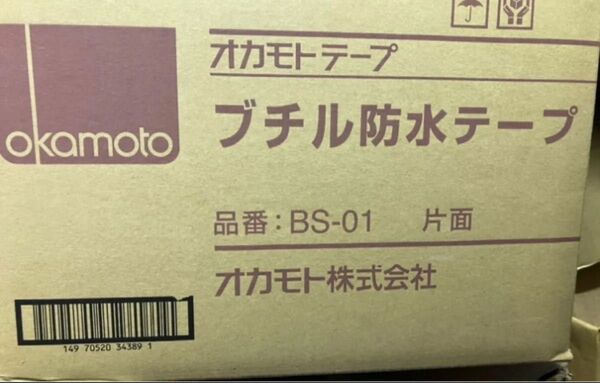 okamoto
オカモトテープ
ブチル防水テープ
品番：BS-01　片面
オカモト株式会社
149 70520 34389 1